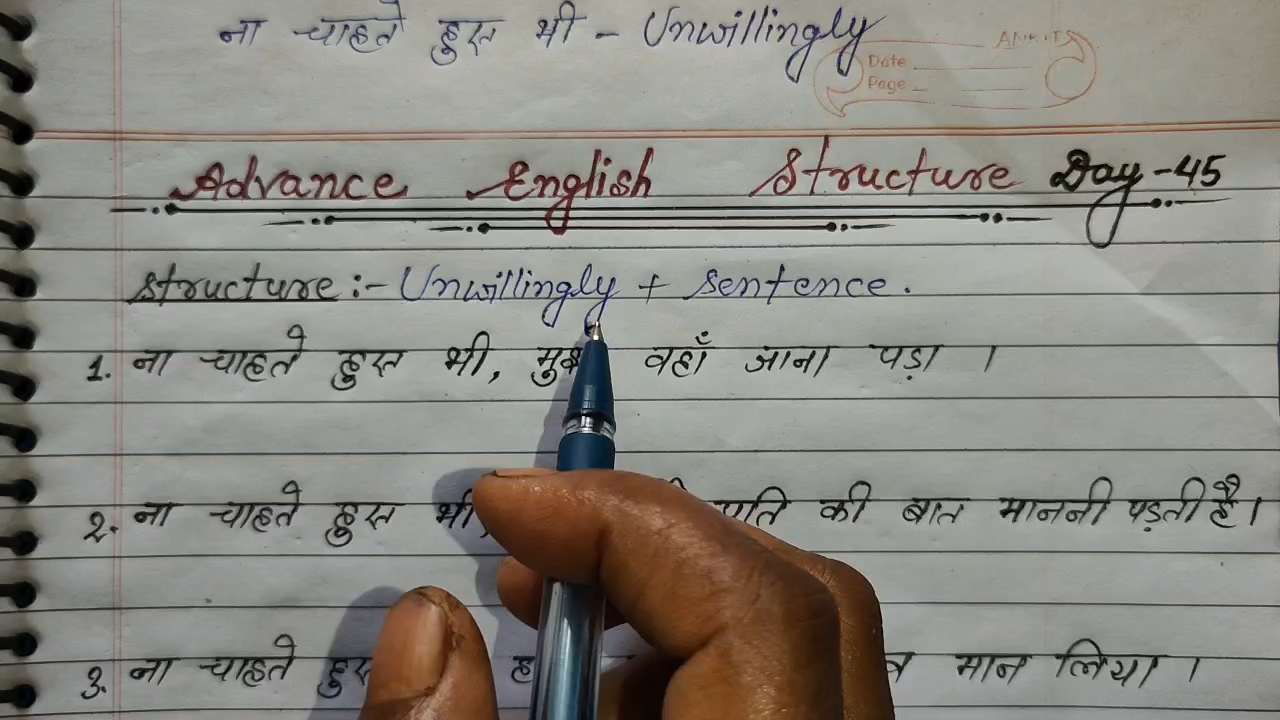 ना चाहते हुए भी - Unwillingly
Date
Page
Advance English Structure Day-45
Structure :- Unwillingly + Sentence.
1. ना चाहते हुए भी, वहाँ जाना पड़ा ।
2. ना चाहते हुए भी, की बात माननी पड़ती है।
3. ना चाहते मान लिया ।